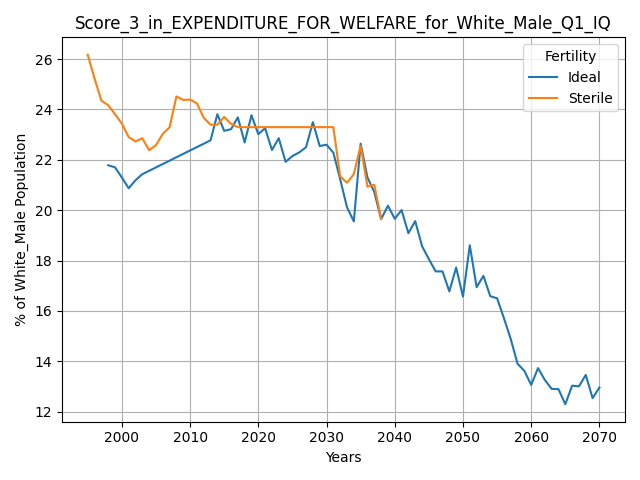 Score_3_in_EXPENDITURE_FOR_WELFARE_for_White_Male_Q1_IQ
% of White_Male Population
26
24
22
20
18
16
14
12
Fertility
Ideal
Sterile
2000 2010 2020 2030 2040 2050 2060 2070
Years